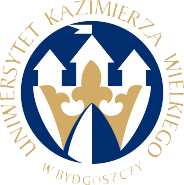 UNIWERSYTET KAZIMIERZA WIELKIEGO
W BYDGOSZCZY